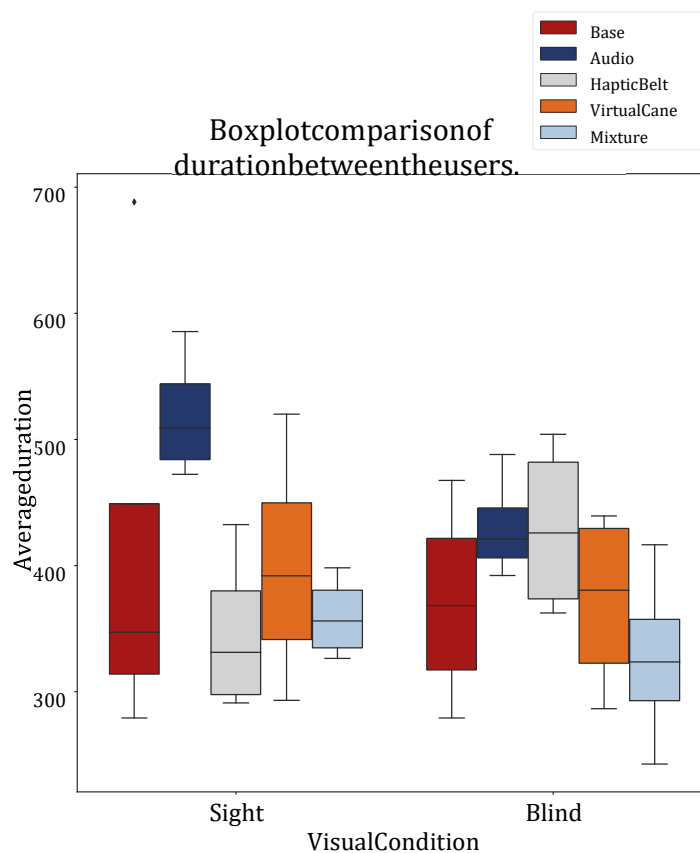 Base
Audio
HapticBelt
VirtualCane
Mixture
Boxplotcomparisonof
durationbetweentheusers.
700
600
500
400
300
Averageduration
Sight
Blind
VisualCondition